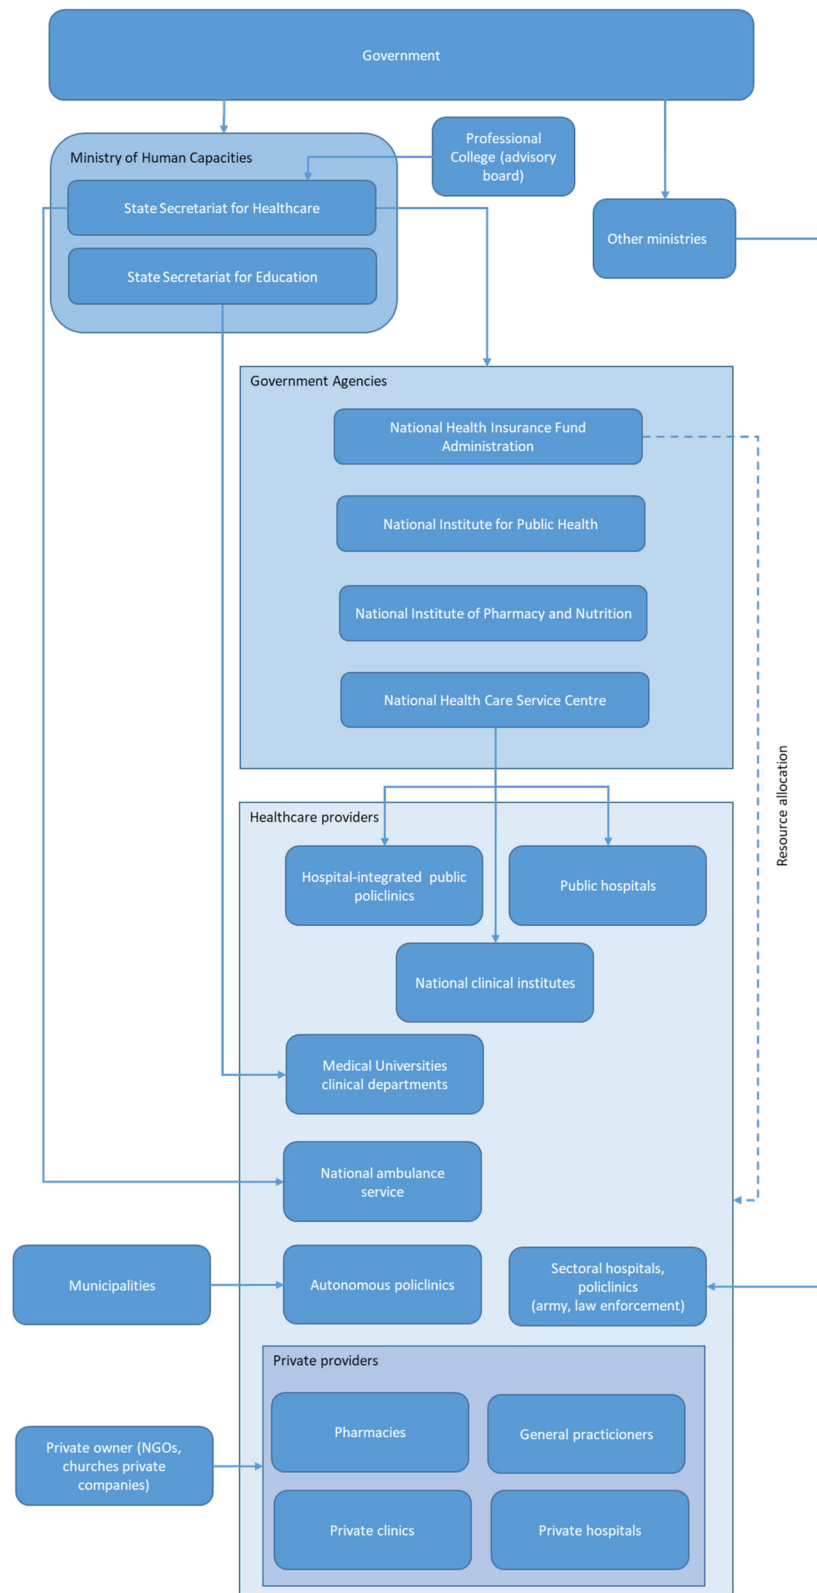 Government
Ministry of Human Capacities
Professional
College (advisory
board)
State Secretariat for Healthcare
Other ministries
State Secretariat for Education
Government Agencies
National Health Insurance Fund
Administration
National Institute for Public Health
National Institute of Pharmacy and Nutrition
National Health Care Service Centre
Resource allocation
Healthcare providers
Hospital-integrated public
policlinics
Public hospitals
National clinical institutes
Medical Universities
clinical departments
National ambulance
service
Municipalities
Autonomous policlinics
Sectoral hospitals,
policlinics
(army, law enforcement)
Private providers
Private owner (NGOs,
churches private
companies)
Pharmacies
General practicioners
Private clinics
Private hospitals